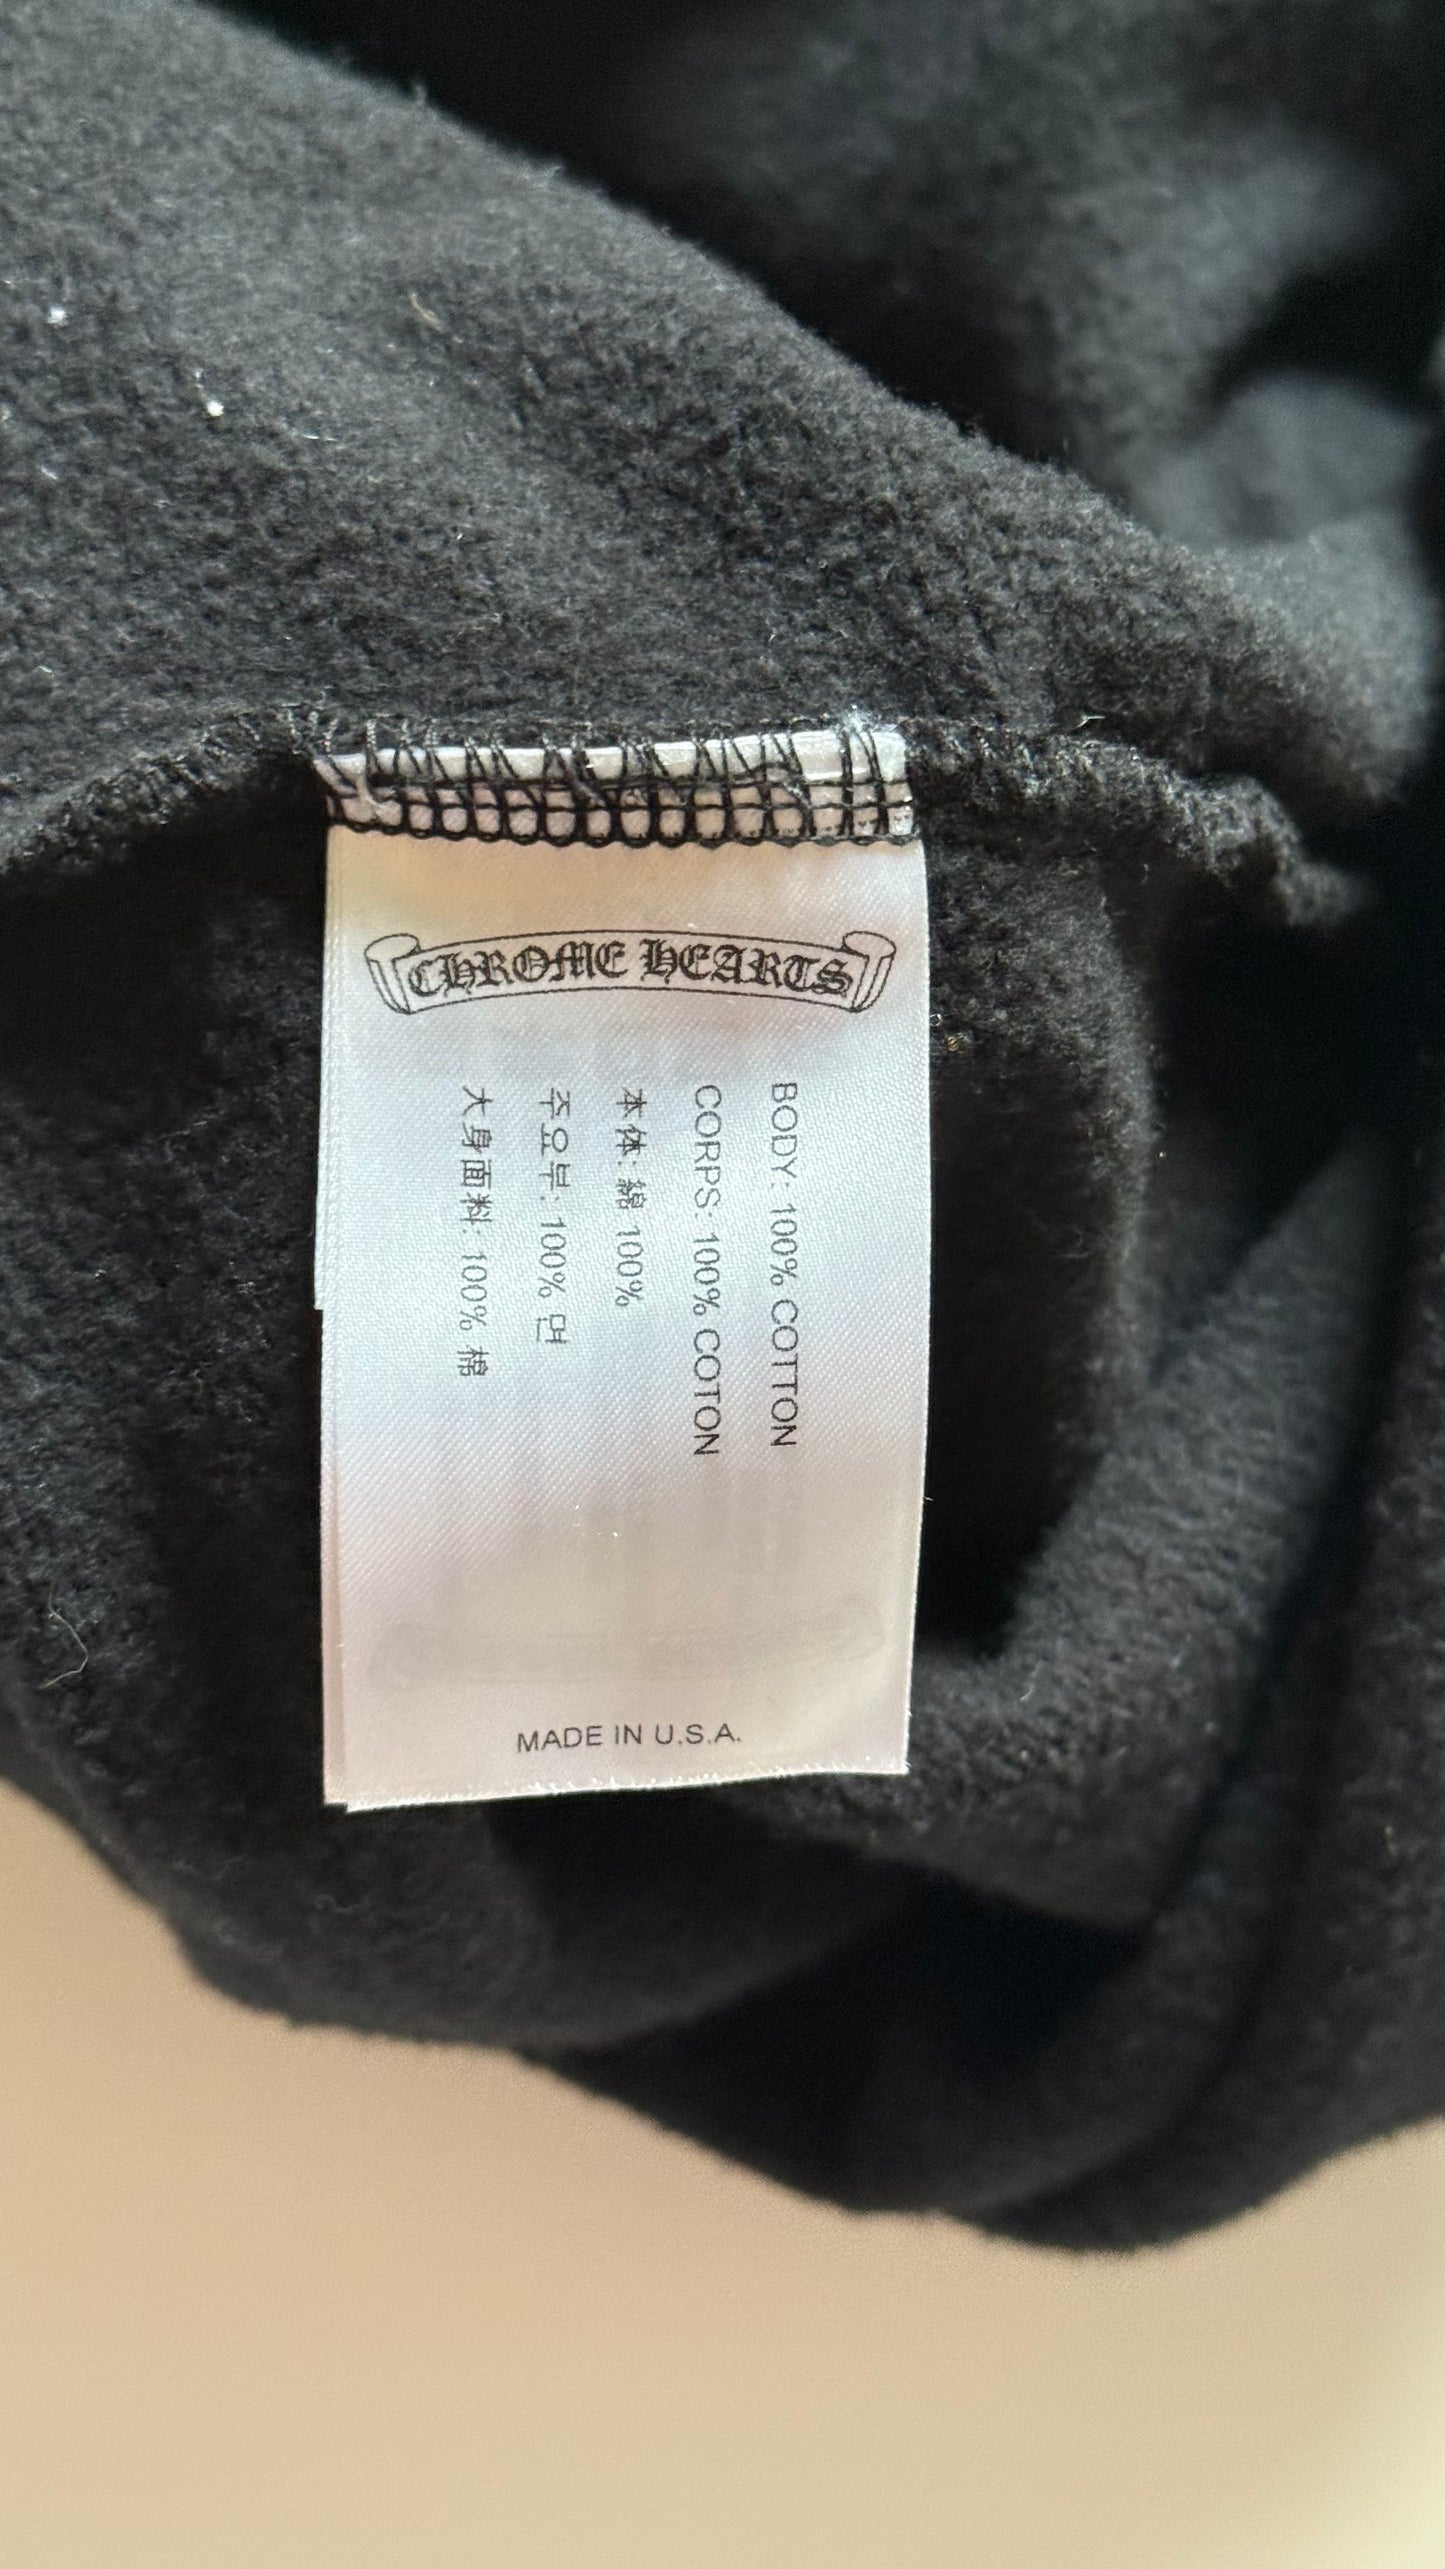 CHROME HEARTS
BODY: 100% COTTON
CORPS: 100% COTON
本体: 綿 100%
주요부: 100% 면
大身面料: 100% 棉
MADE IN U.S.A.